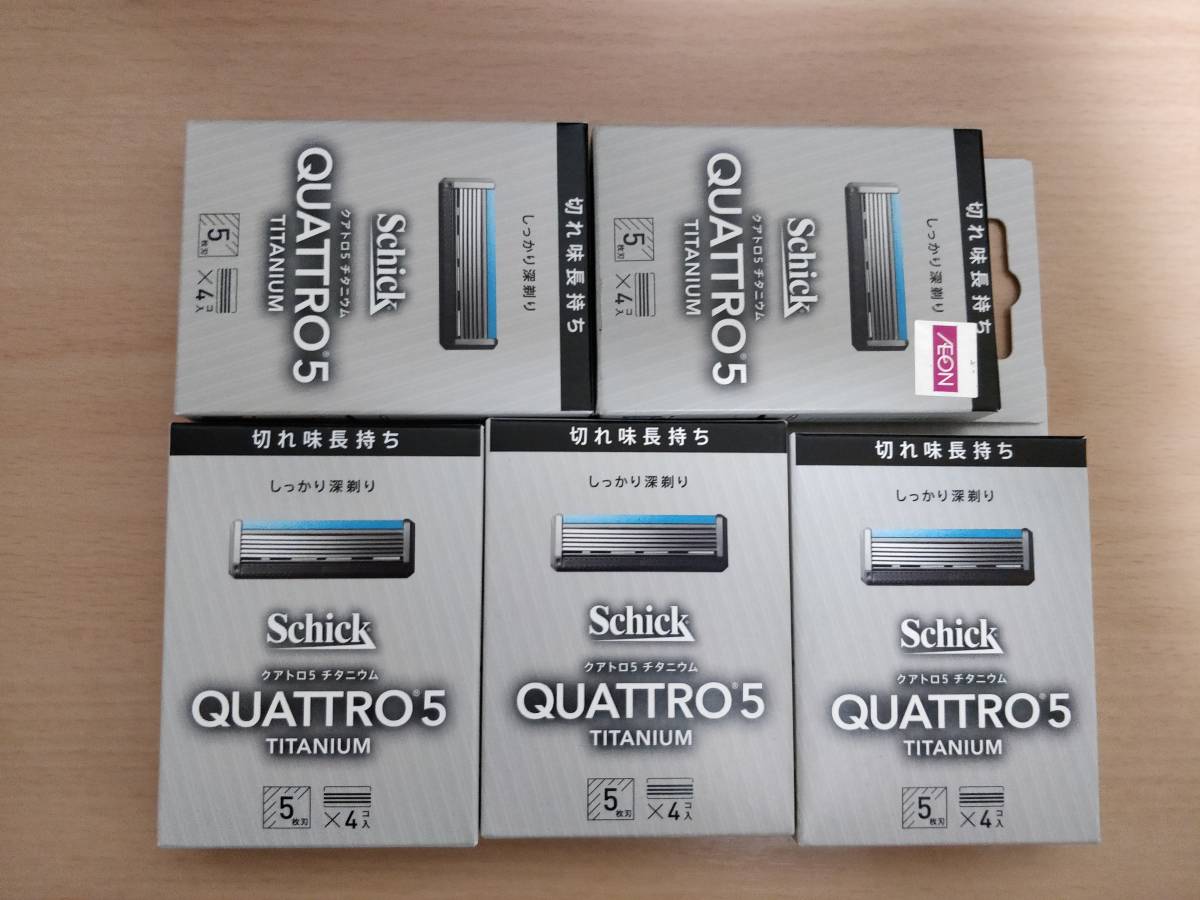 切れ味長持ち
しっかり深剃り
Schick
クアトロ5 チタニウム
QUATTRO®5
TITANIUM
5枚刃 ×4コ入
切れ味長持ち
しっかり深剃り
Schick
クアトロ5 チタニウム
QUATTRO®5
TITANIUM
5枚刃 ×4コ入
ÆON
切れ味長持ち
しっかり深剃り
Schick
クアトロ5 チタニウム
QUATTRO®5
TITANIUM
5枚刃 ×4コ入
切れ味長持ち
しっかり深剃り
Schick
クアトロ5 チタニウム
QUATTRO®5
TITANIUM
5枚刃 ×4コ入
切れ味長持ち
しっかり深剃り
Schick
クアトロ5 チタニウム
QUATTRO®5
TITANIUM
5枚刃 ×4コ入